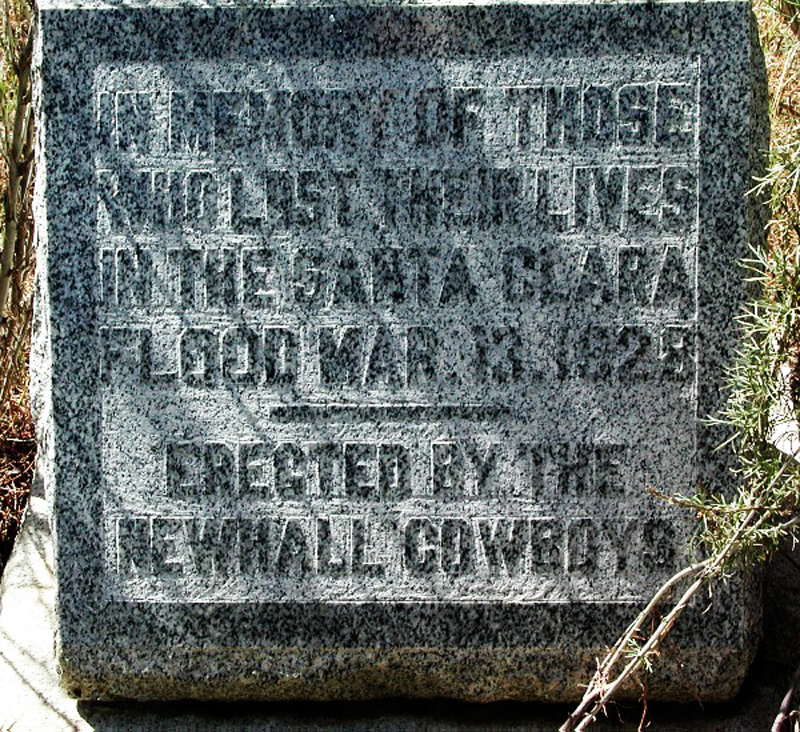 IN MEMORY OF THOSE
WHO LOST THEIR LIVES
IN THE SANTA CLARA
FLOOD MAR. 13. 1928
ERECTED BY THE
NEWHALL COWBOYS